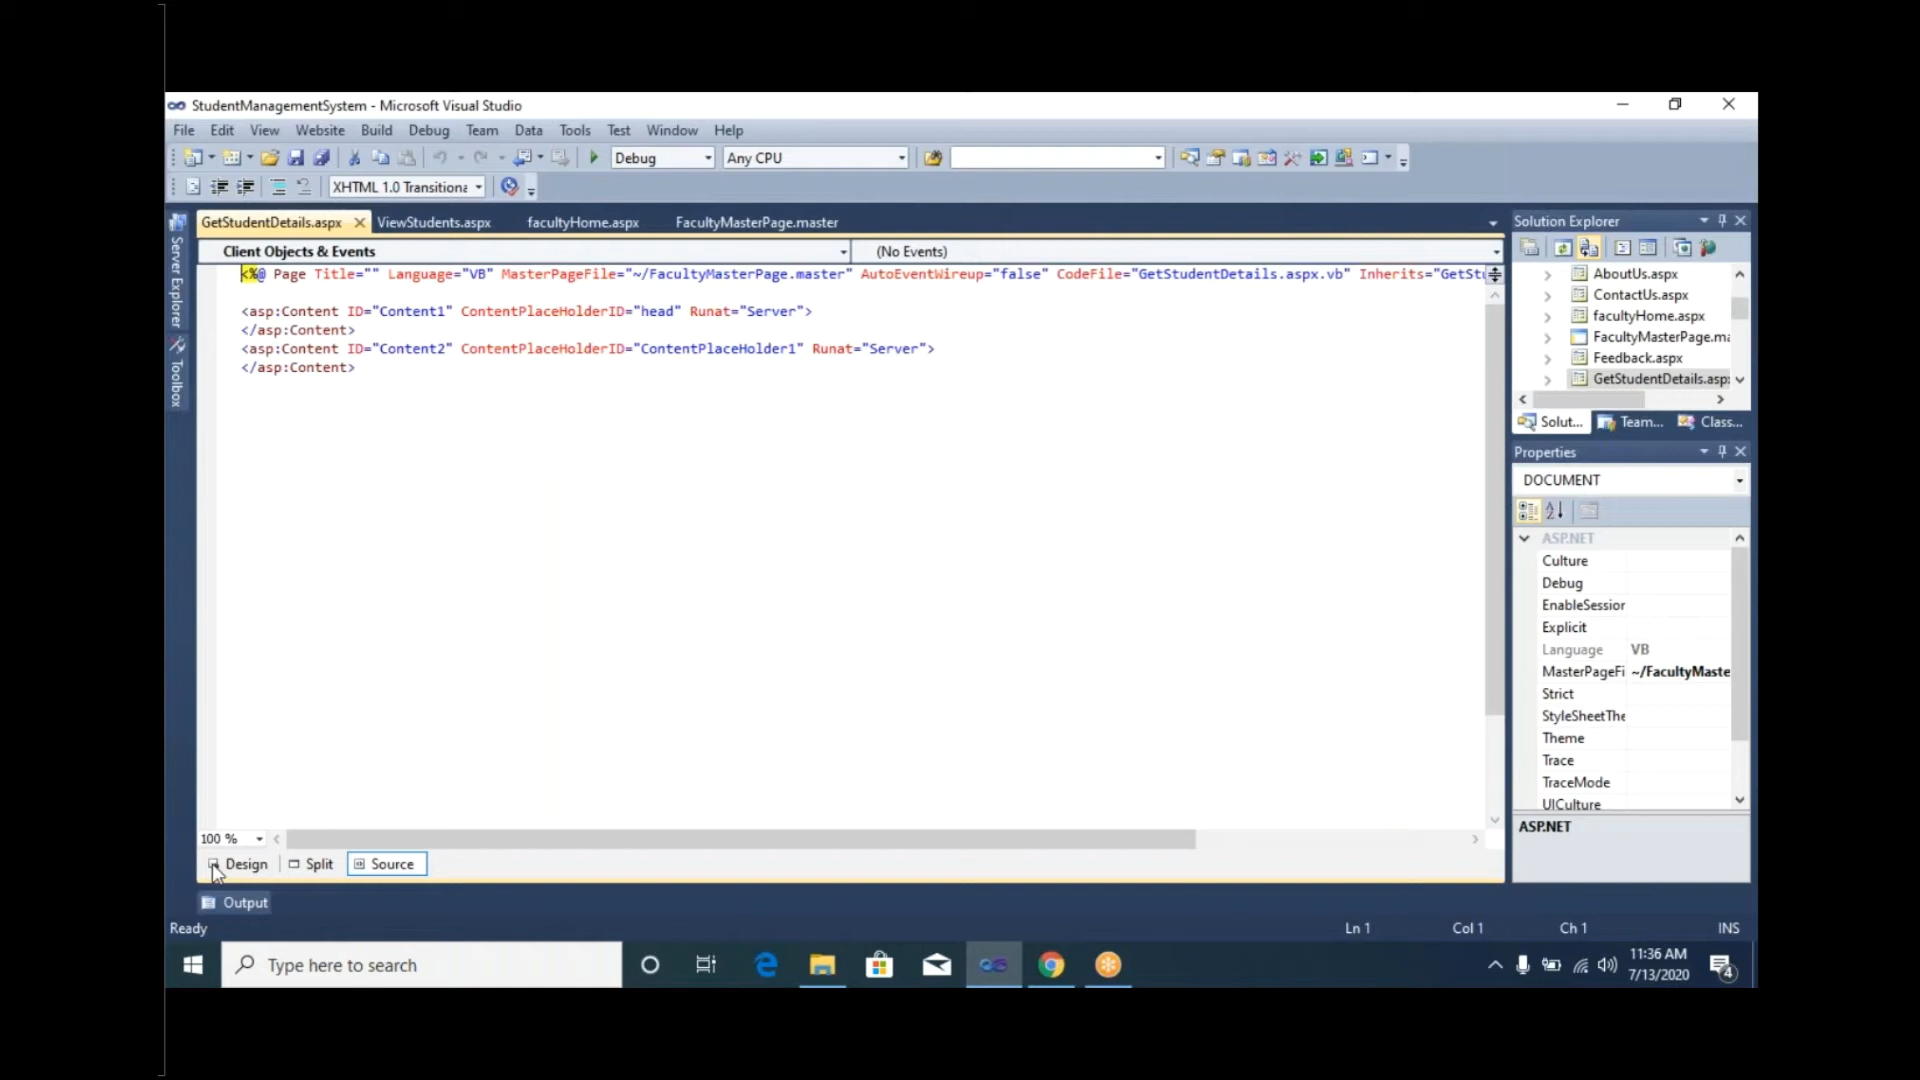 StudentManagementSystem - Microsoft Visual Studio
File Edit View Website Build Debug Team Data Tools Test Window Help
Debug Any CPU
XHTML 1.0 Transitiona
GetStudentDetails.aspx ViewStudents.aspx facultyHome.aspx FacultyMasterPage.master
Client Objects & Events (No Events)
<%@ Page Title="" Language="VB" MasterPageFile="~/FacultyMasterPage.master" AutoEventWireup="false" CodeFile="GetStudentDetails.aspx.vb" Inherits="GetStu
<asp:Content ID="Content1" ContentPlaceHolderID="head" Runat="Server">
</asp:Content>
<asp:Content ID="Content2" ContentPlaceHolderID="ContentPlaceHolder1" Runat="Server">
</asp:Content>
Server Explorer
Toolbox
100 %
Design Split Source
Output
Solution Explorer
AboutUs.aspx
ContactUs.aspx
facultyHome.aspx
FacultyMasterPage.ma
Feedback.aspx
GetStudentDetails.asp
Solut... Team... Class...
Properties
DOCUMENT
ASP.NET
Culture
Debug
EnableSession
Explicit
Language VB
MasterPageFi ~/FacultyMaste
Strict
StyleSheetThe
Theme
Trace
TraceMode
UICulture
ASP.NET
Ready Ln 1 Col 1 Ch 1 INS
Type here to search
11:36 AM
7/13/2020
4